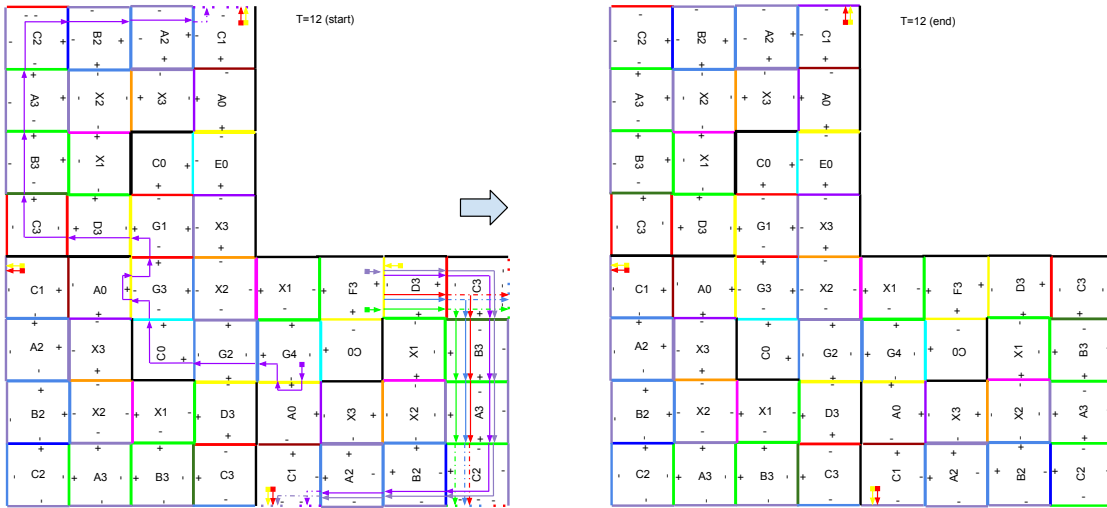 T=12 (start)
C2 B2 A2 C1
A3 X2 X3 A0
B3 X1 C0 E0
C3 D3 G1 X3
C1 A0 G3 X2 X1 F3 D3 C3
A2 X3 C0 G2 G4 C0 X1 B3
B2 X2 X1 D3 A0 X3 X2 A3
C2 A3 B3 C3 C1 A2 B2 C2
T=12 (end)
C2 B2 A2 C1
A3 X2 X3 A0
B3 X1 C0 E0
C3 D3 G1 X3
C1 A0 G3 X2 X1 F3 D3 C3
A2 X3 C0 G2 G4 C0 X1 B3
B2 X2 X1 D3 A0 X3 X2 A3
C2 A3 B3 C3 C1 A2 B2 C2